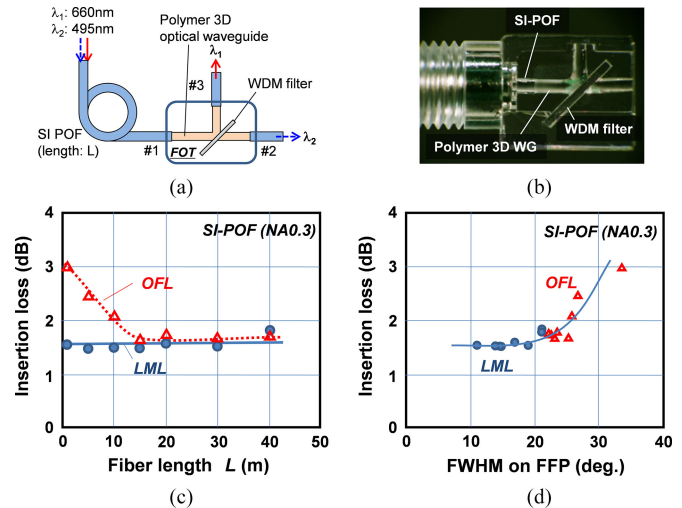 λ1: 660nm
λ2: 495nm
Polymer 3D
optical waveguide
λ1
#3
WDM filter
SI POF
(length: L)
#1
FOT
#2
λ2
(a)
SI-POF
WDM filter
Polymer 3D WG
(b)
4
3
2
1
0
Insertion loss (dB)
SI-POF (NA0.3)
OFL
LML
0 10 20 30 40 50
Fiber length L (m)
(c)
4
3
2
1
0
Insertion loss (dB)
SI-POF (NA0.3)
OFL
LML
0 10 20 30 40
FWHM on FFP (deg.)
(d)